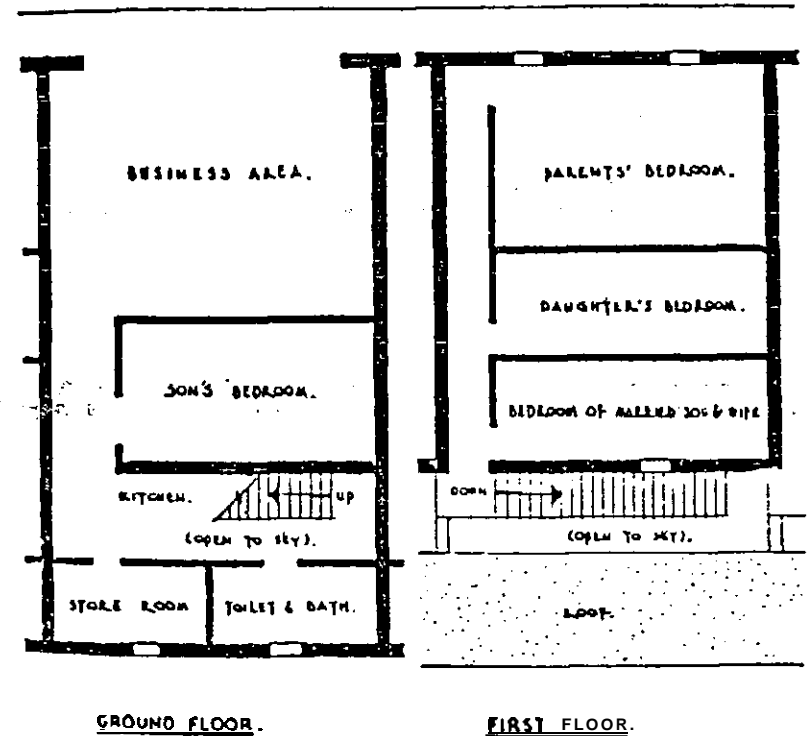 BUSINESS AREA.
SON'S BEDROOM.
KITCHEN.
UP
(OPEN TO SKY).
STORE ROOM
TOILET & BATH.
GROUND FLOOR.
PARENTS' BEDROOM.
DAUGHTER'S BEDROOM.
BEDROOM OF MARRIED SON & WIFE
DOWN
(OPEN TO SKY).
ROOF.
FIRST FLOOR.